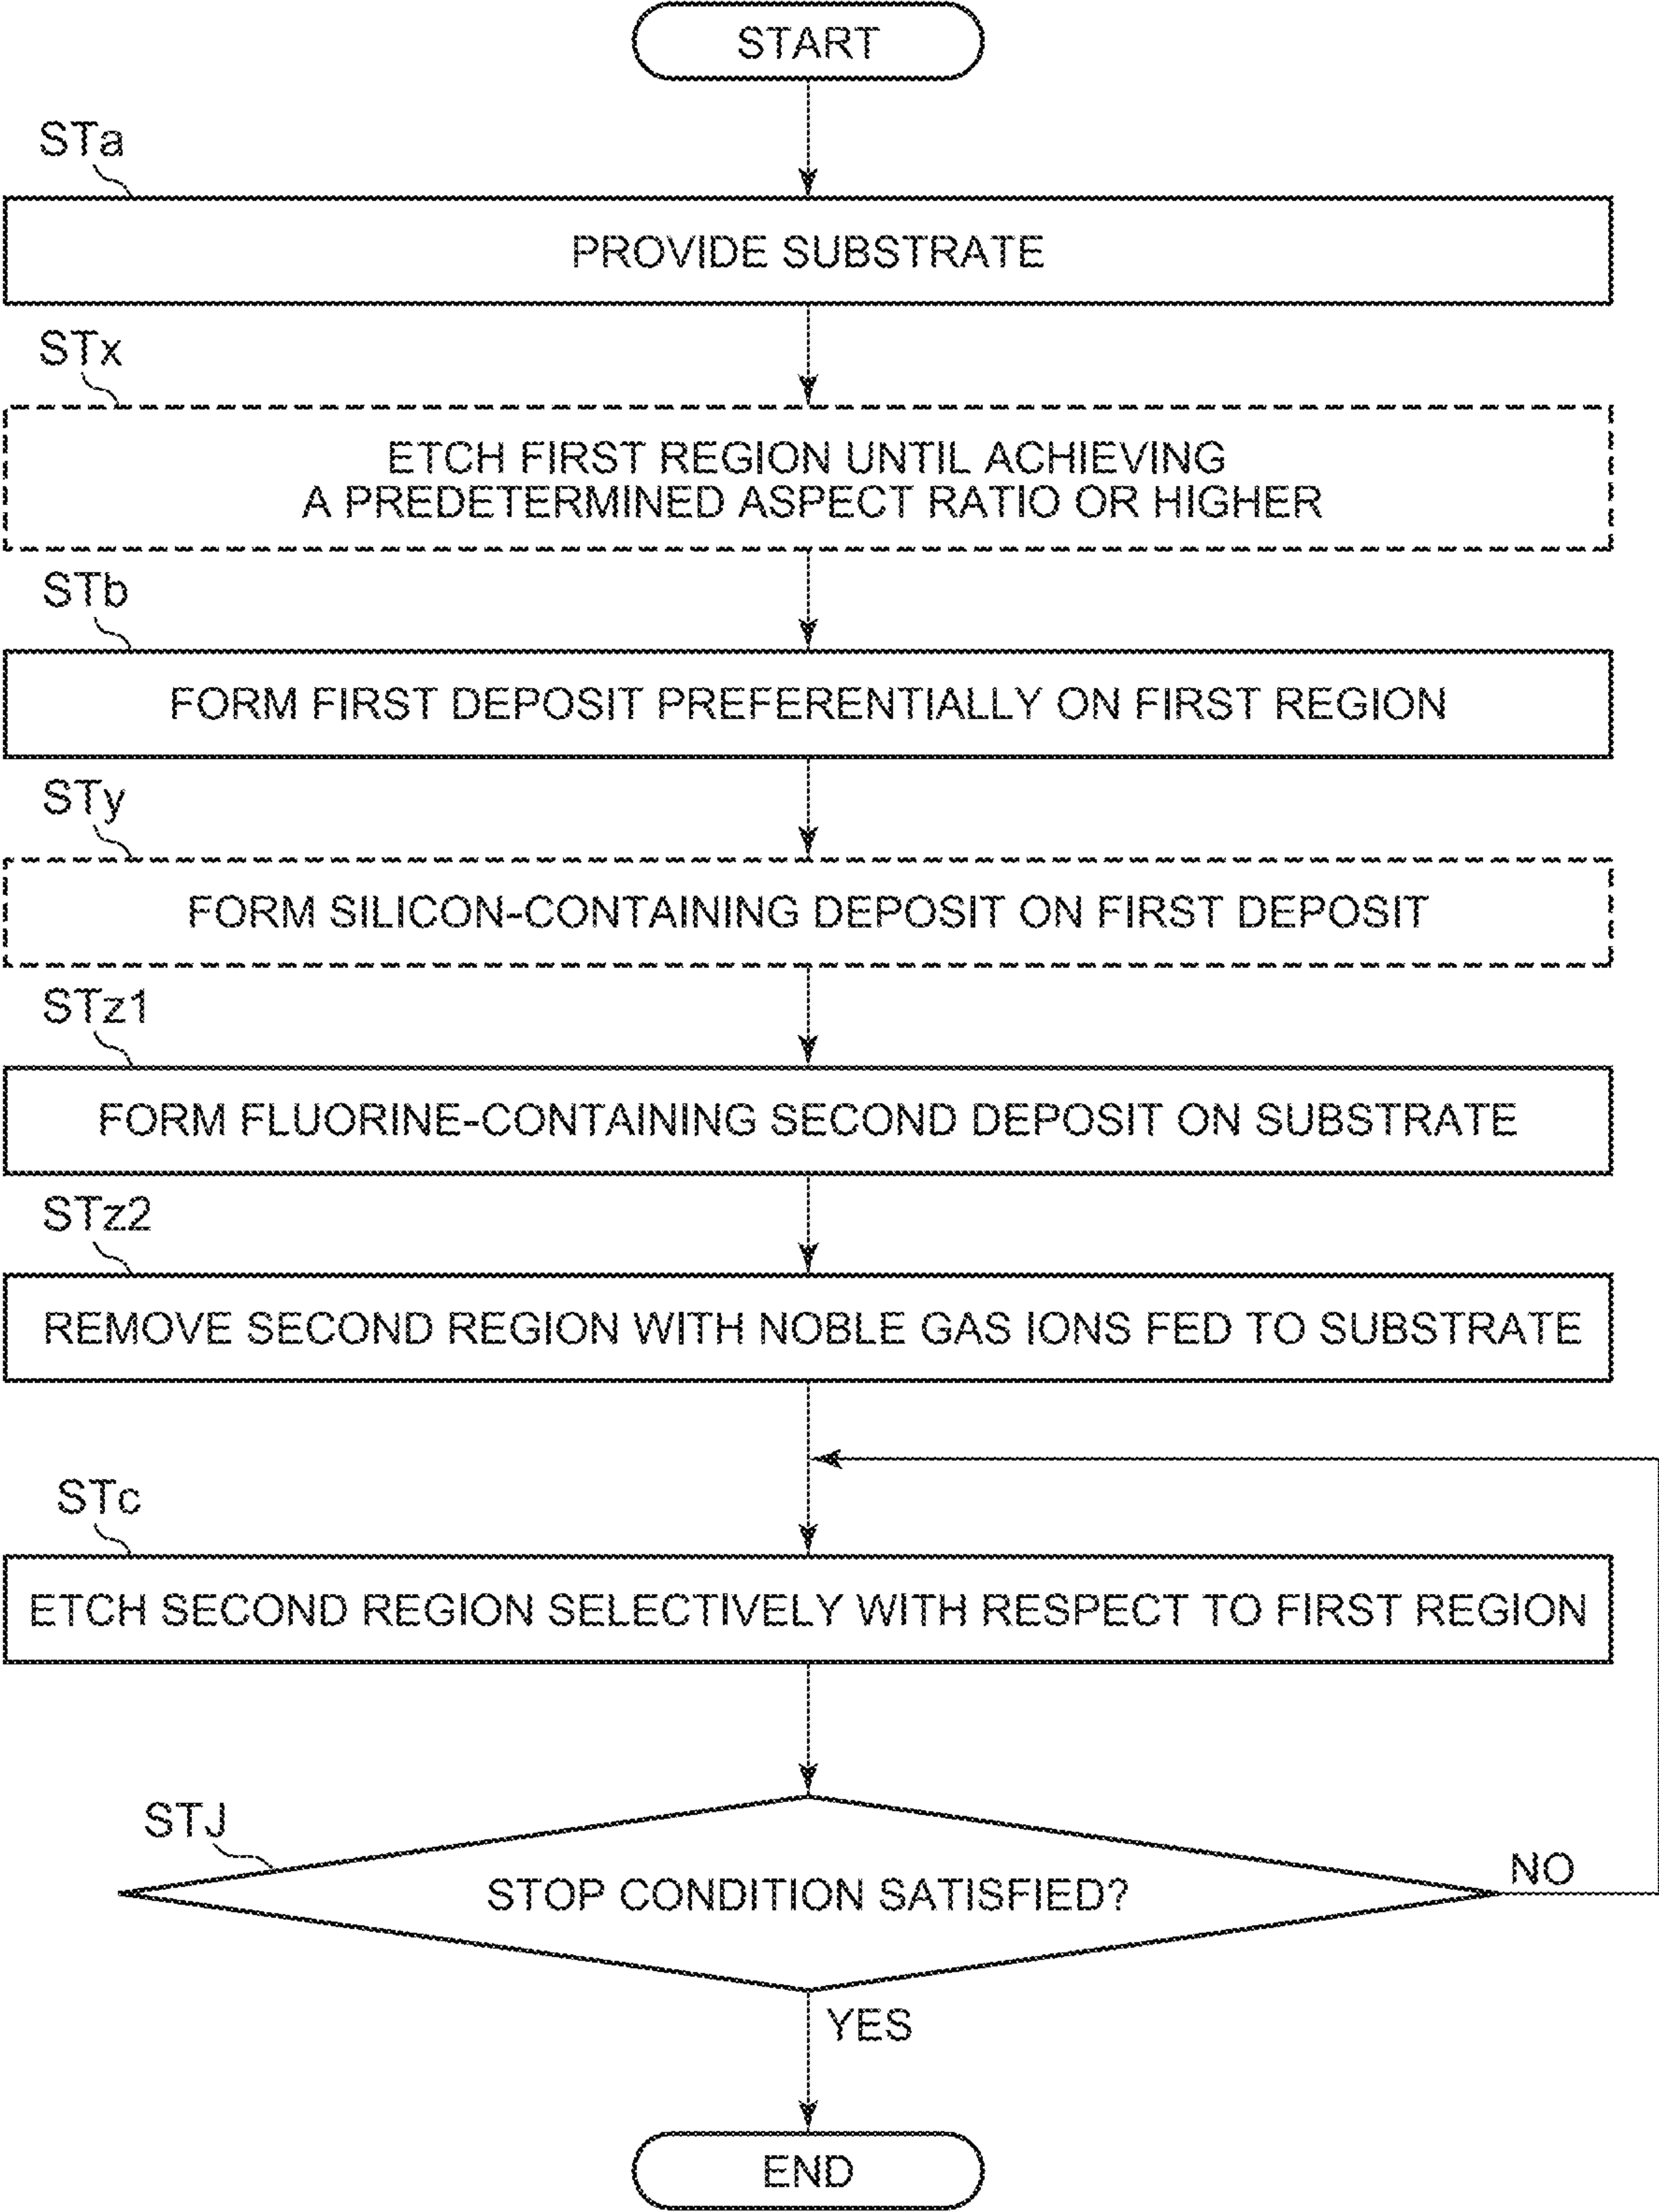 START
STa
PROVIDE SUBSTRATE
STx
ETCH FIRST REGION UNTIL ACHIEVING
A PREDETERMINED ASPECT RATIO OR HIGHER
STb
FORM FIRST DEPOSIT PREFERENTIALLY ON FIRST REGION
STy
FORM SILICON-CONTAINING DEPOSIT ON FIRST DEPOSIT
STz1
FORM FLUORINE-CONTAINING SECOND DEPOSIT ON SUBSTRATE
STz2
REMOVE SECOND REGION WITH NOBLE GAS IONS FED TO SUBSTRATE
STc
ETCH SECOND REGION SELECTIVELY WITH RESPECT TO FIRST REGION
STJ
STOP CONDITION SATISFIED?
NO
YES
END